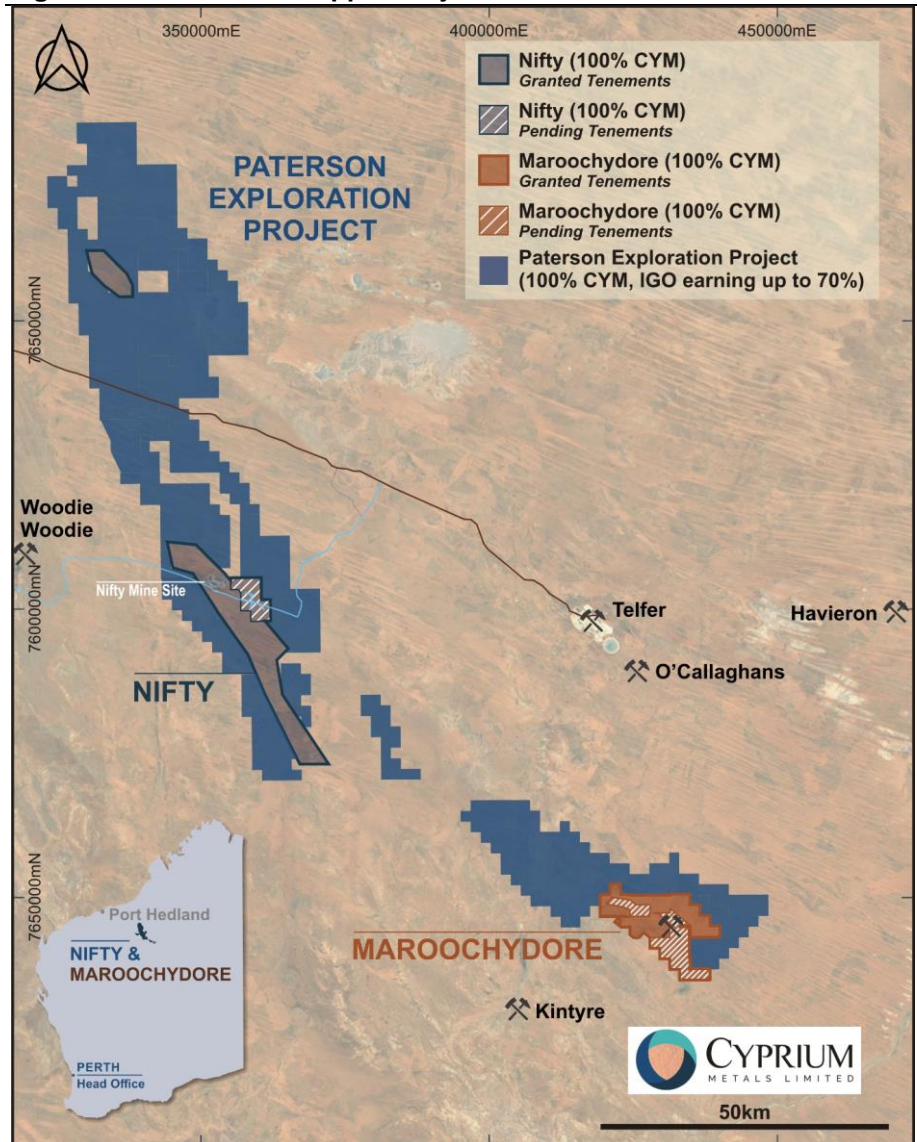 350000mE
400000mE
450000mE
Nifty (100% CYM)
Granted Tenements
Nifty (100% CYM)
Pending Tenements
Maroochydore (100% CYM)
Granted Tenements
Maroochydore (100% CYM)
Pending Tenements
Paterson Exploration Project
(100% CYM, IGO earning up to 70%)
PATERSON
EXPLORATION
PROJECT
7650000mN
Woodie
Woodie
Nifty Mine Site
7600000mN
Telfer
Havieron
O'Callaghans
NIFTY
7650000mN
Port Hedland
NIFTY &
MAROOCHYDORE
PERTH
Head Office
MAROOCHYDORE
Kintyre
CYPRIUM
METALS LIMITED
50km